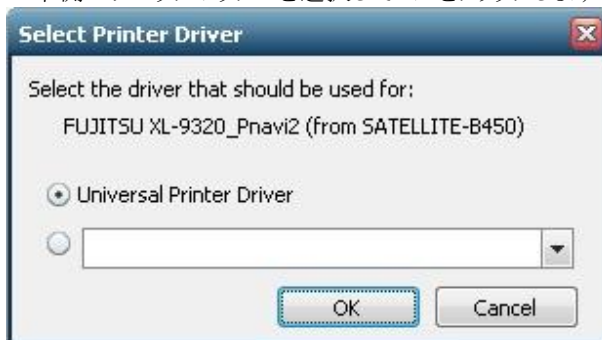 Select Printer Driver
Select the driver that should be used for:
FUJITSU XL-9320_Pnavi2 (from SATELLITE-B450)
Universal Printer Driver
OK Cancel